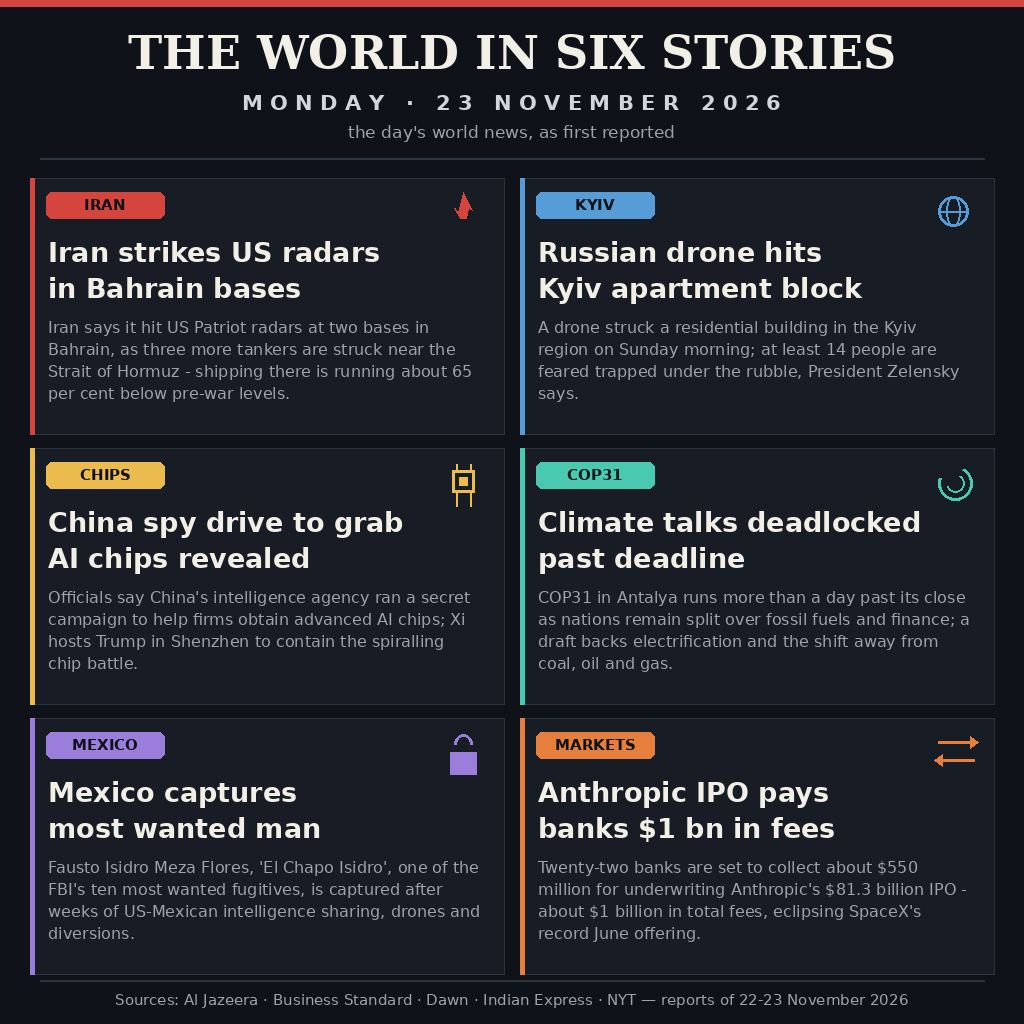 THE WORLD IN SIX STORIES
MONDAY · 23 NOVEMBER 2026
the day's world news, as first reported
IRAN
Iran strikes US radars
in Bahrain bases
Iran says it hit US Patriot radars at two bases in
Bahrain, as three more tankers are struck near the
Strait of Hormuz - shipping there is running about 65
per cent below pre-war levels.
KYIV
Russian drone hits
Kyiv apartment block
A drone struck a residential building in the Kyiv
region on Sunday morning; at least 14 people are
feared trapped under the rubble, President Zelensky
says.
CHIPS
China spy drive to grab
AI chips revealed
Officials say China's intelligence agency ran a secret
campaign to help firms obtain advanced AI chips; Xi
hosts Trump in Shenzhen to contain the spiralling
chip battle.
COP31
Climate talks deadlocked
past deadline
COP31 in Antalya runs more than a day past its close
as nations remain split over fossil fuels and finance; a
draft backs electrification and the shift away from
coal, oil and gas.
MEXICO
Mexico captures
most wanted man
Fausto Isidro Meza Flores, 'El Chapo Isidro', one of the
FBI's ten most wanted fugitives, is captured after
weeks of US-Mexican intelligence sharing, drones and
diversions.
MARKETS
Anthropic IPO pays
banks $1 bn in fees
Twenty-two banks are set to collect about $550
million for underwriting Anthropic's $81.3 billion IPO -
about $1 billion in total fees, eclipsing SpaceX's
record June offering.
Sources: Al Jazeera · Business Standard · Dawn · Indian Express · NYT — reports of 22-23 November 2026